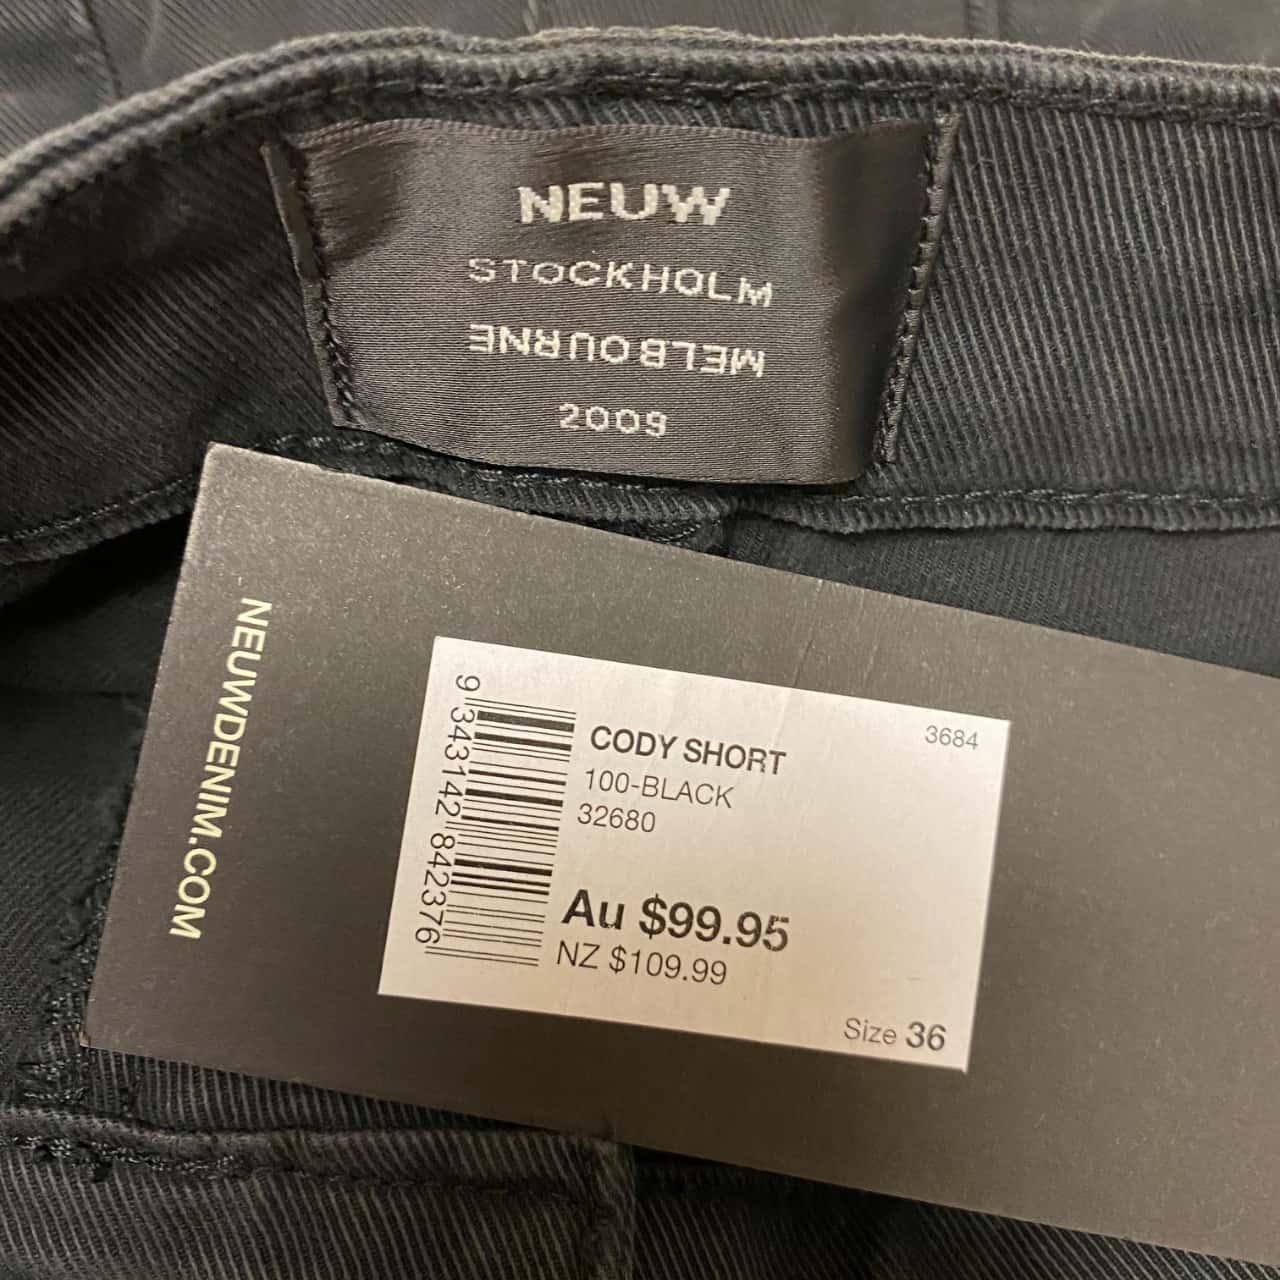 NEUW
STOCKHOLM
MELBOURNE
2009
NEUWDENIM.COM
9 343142 842376
CODY SHORT
3684
100-BLACK
32680
Au $99.95
NZ $109.99
Size 36